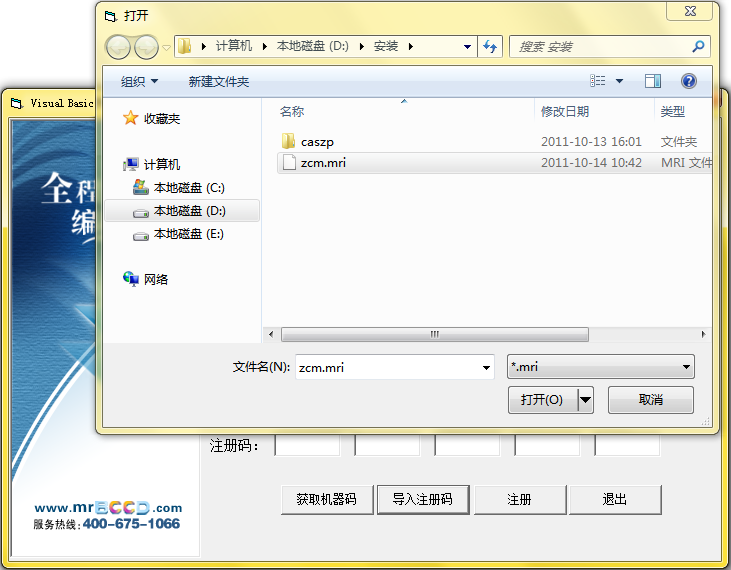 打开
计算机 本地磁盘 (D:) 安装
搜索 安装
组织 新建文件夹
名称 修改日期 类型
收藏夹
caszp 2011-10-13 16:01 文件夹
zcm.mri 2011-10-14 10:42 MRI 文件
计算机
本地磁盘 (C:)
本地磁盘 (D:)
本地磁盘 (E:)
网络
文件名(N): zcm.mri *.mri
打开(O) 取消
Visual Basic
全程
编
注册码：
获取机器码 导入注册码 注册 退出
www.mrBCCD.com
服务热线:400-675-1066